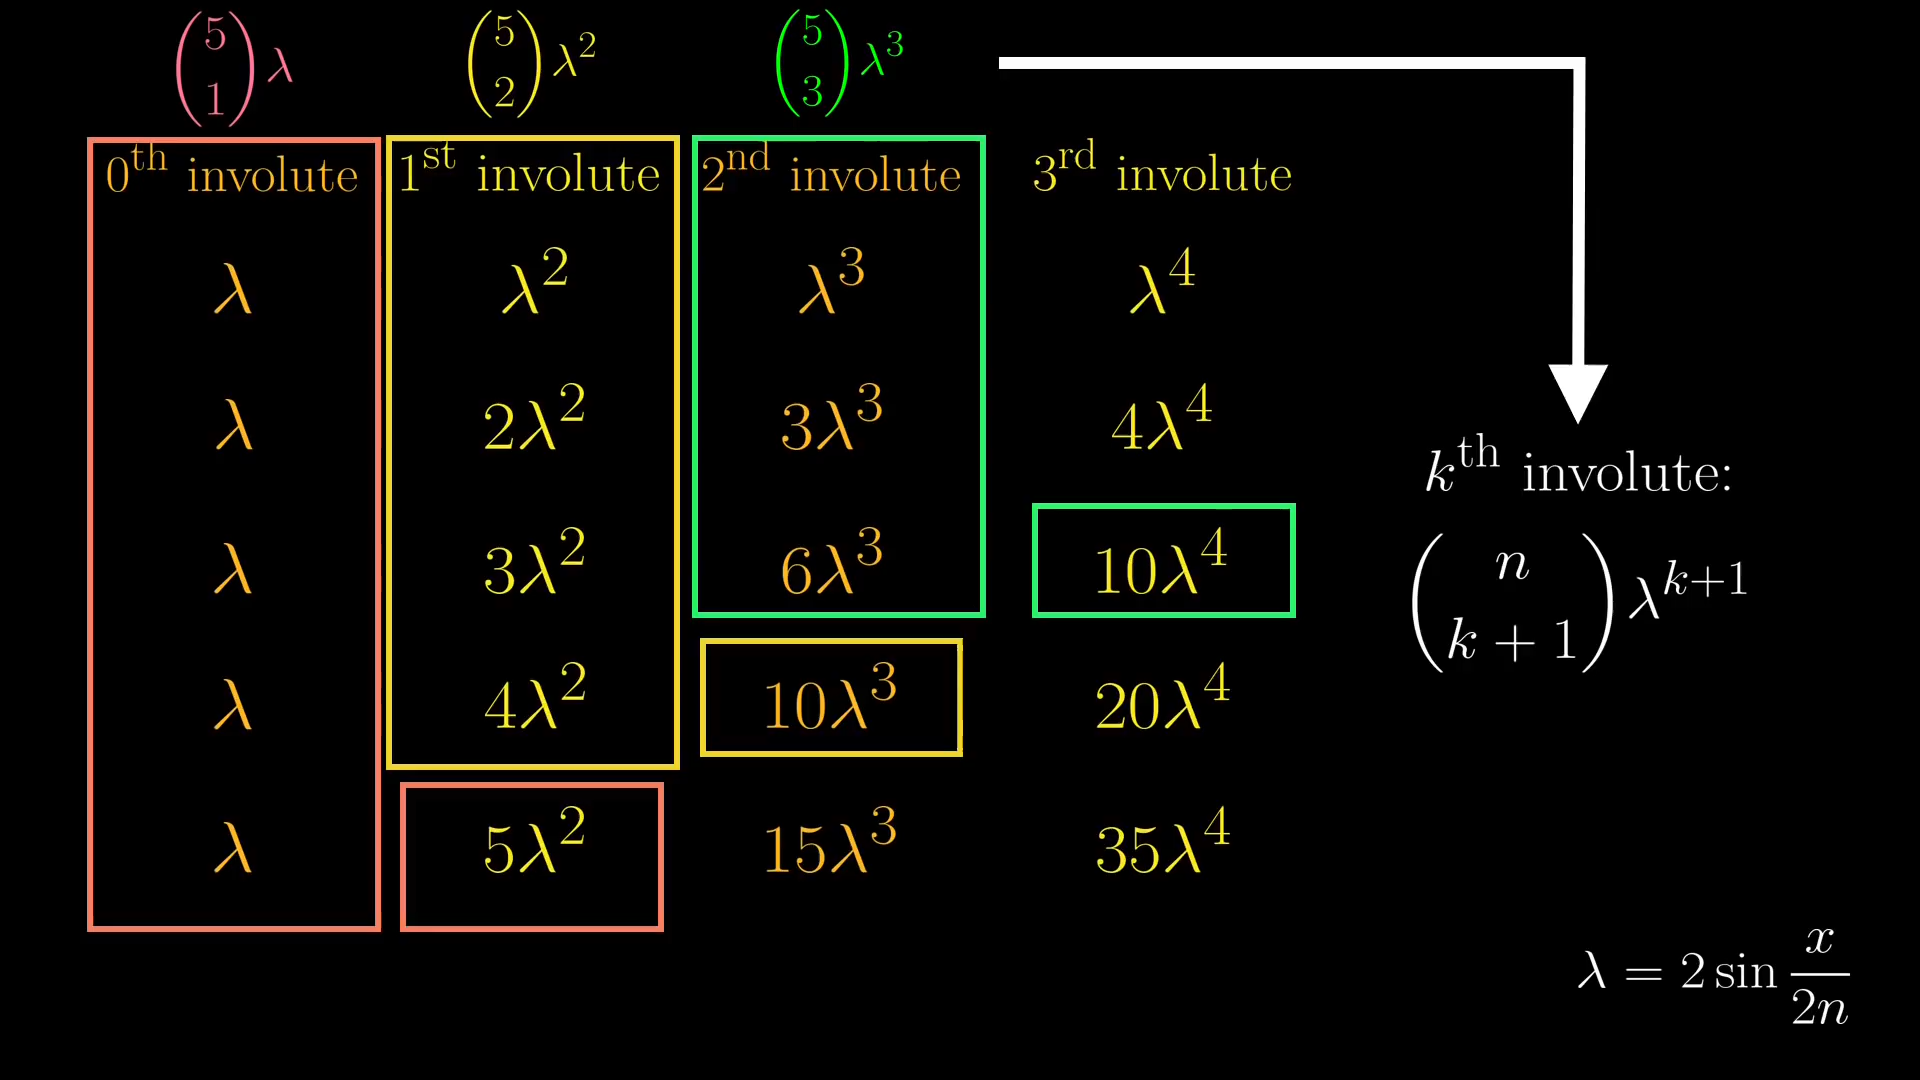 (5 1)λ (5 2)λ² (5 3)λ³
0th involute 1st involute 2nd involute 3rd involute
λ λ² λ³ λ⁴
λ 2λ² 3λ³ 4λ⁴
kth involute:
λ 3λ² 6λ³ 10λ⁴
(n k + 1)λ^{k+1}
λ 4λ² 10λ³ 20λ⁴
λ 5λ² 15λ³ 35λ⁴
λ = 2 sin x/2n